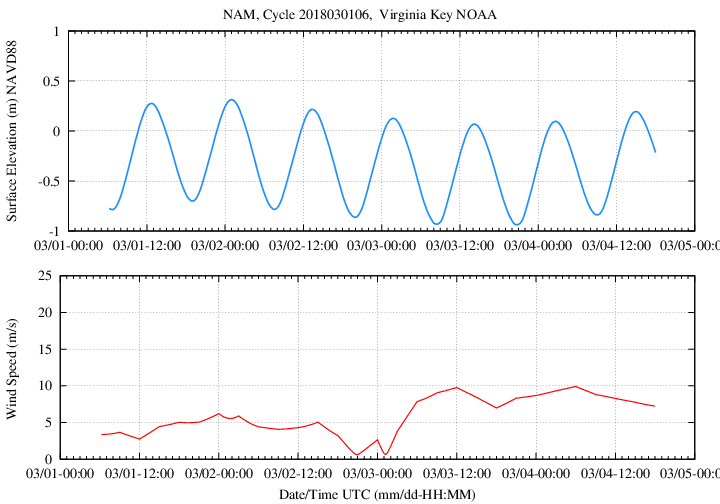 NAM, Cycle 2018030106,  Virginia Key NOAA
Surface Elevation (m) NAVD88
1
0.5
0
-0.5
-1
03/01-00:00 03/01-12:00 03/02-00:00 03/02-12:00 03/03-00:00 03/03-12:00 03/04-00:00 03/04-12:00 03/05-00:0
Wind Speed (m/s)
25
20
15
10
5
0
03/01-00:00 03/01-12:00 03/02-00:00 03/02-12:00 03/03-00:00 03/03-12:00 03/04-00:00 03/04-12:00 03/05-00:0
Date/Time UTC (mm/dd-HH:MM)